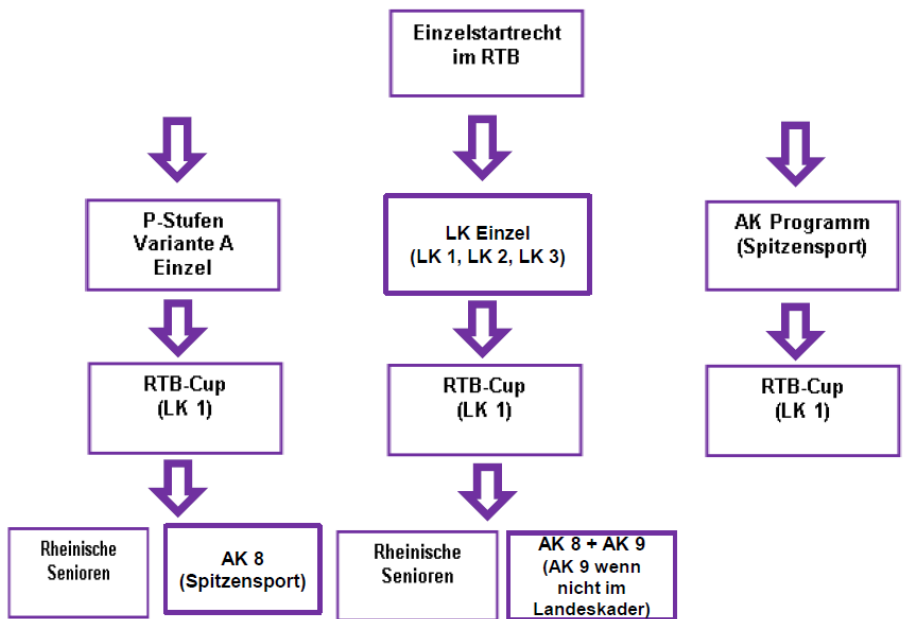 Einzelstartrecht
im RTB
P-Stufen
Variante A
Einzel
LK Einzel
(LK 1, LK 2, LK 3)
AK Programm
(Spitzensport)
RTB-Cup
(LK 1)
RTB-Cup
(LK 1)
RTB-Cup
(LK 1)
Rheinische
Senioren
AK 8
(Spitzensport)
Rheinische
Senioren
AK 8 + AK 9
(AK 9 wenn
nicht im
Landeskader)